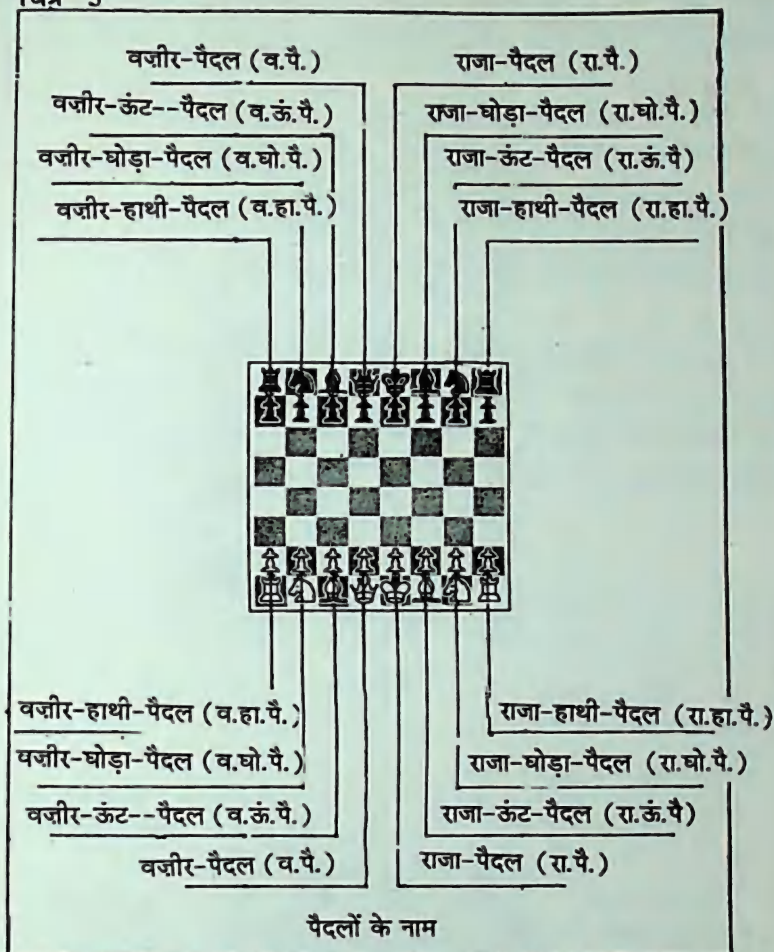 चित्र-5
वज़ीर-पैदल (व.पै.) राजा-पैदल (रा.पै.)
वज़ीर-ऊंट--पैदल (व.ऊं.पै.) राजा-घोड़ा-पैदल (रा.घो.पै.)
वज़ीर-घोड़ा-पैदल (व.घो.पै.) राजा-ऊंट-पैदल (रा.ऊं.पै)
वज़ीर-हाथी-पैदल (व.हा.पै.) राजा-हाथी-पैदल (रा.हा.पै.)
वज़ीर-हाथी-पैदल (व.हा.पै.) राजा-हाथी-पैदल (रा.हा.पै.)
वज़ीर-घोड़ा-पैदल (व.घो.पै.) राजा-घोड़ा-पैदल (रा.घो.पै.)
वज़ीर-ऊंट--पैदल (व.ऊं.पै.) राजा-ऊंट-पैदल (रा.ऊं.पै)
वज़ीर-पैदल (व.पै.) राजा-पैदल (रा.पै.)
पैदलों के नाम